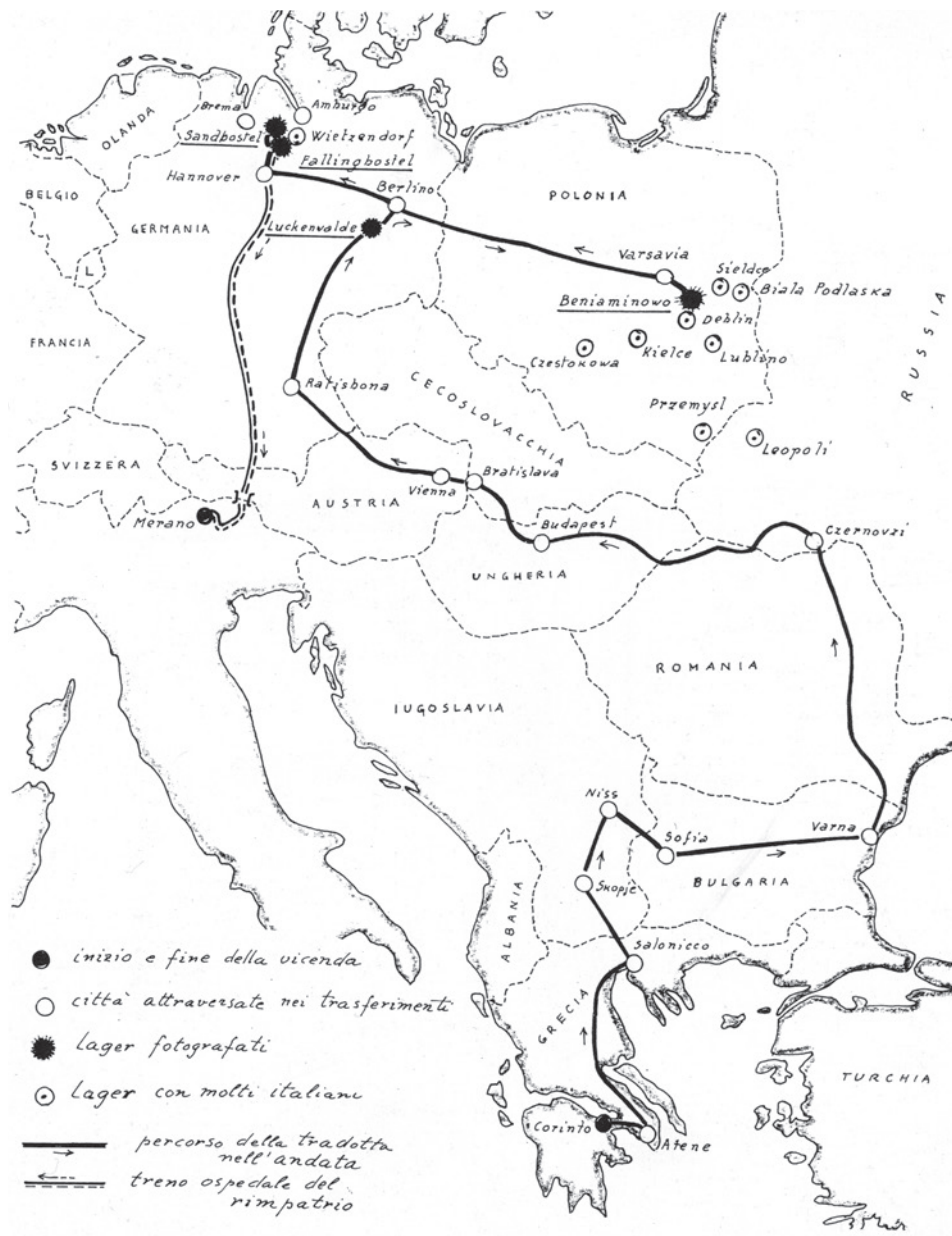 Brema
Amburgo
OLANDA
Sandbostel
Wietzendorf
Fallingbostel
Hannover
Berlino
POLONIA
BELGIO
GERMANIA
Luckenvalde
Varsavia
Sieldce
Biala Podlaska
L
Beniaminowo
Deblin
RUSSIA
FRANCIA
Czestokowa
Kielce
Lublino
Ratisbona
CECOSLOVACCHIA
Przemysl
Leopoli
SVIZZERA
Vienna
Bratislava
AUSTRIA
Merano
Budapest
Czernovzi
UNGHERIA
ROMANIA
IUGOSLAVIA
Niss
Sofia
Varna
Skopje
BULGARIA
ALBANIA
Salonicco
GRECIA
TURCHIA
Corinto
Atene
inizio e fine della vicenda
città attraversate nei trasferimenti
Lager fotografati
Lager con molti italiani
percorso della tradotta
nell'andata
treno ospedale del
rimpatrio